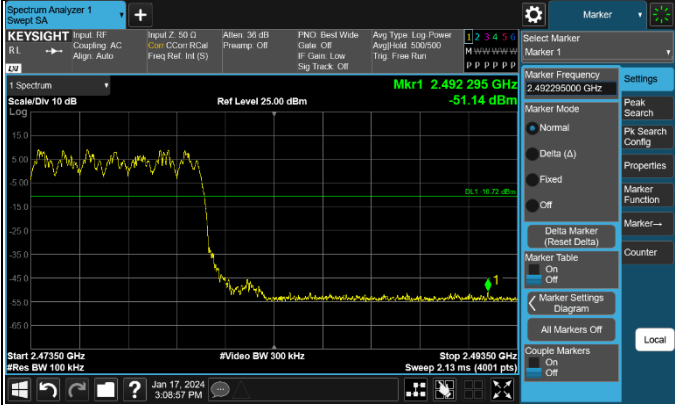 Spectrum Analyzer 1
Swept SA
+
Marker
KEYSIGHT
RL
LXI
Input: RF
Coupling: AC
Align: Auto
Input Z: 50 Ω
Corr CCorr RCal
Freq Ref: Int (S)
Atten: 36 dB
Preamp: Off
PNO: Best Wide
Gate: Off
IF Gain: Low
Sig Track: Off
Avg Type: Log-Power
Avg|Hold: 500/500
Trig: Free Run
1 2 3 4 5 6
M W W W W W
P P P P P P
Select Marker
Marker 1
1 Spectrum
Mkr1 2.492 295 GHz
Scale/Div 10 dB
Ref Level 25.00 dBm
-51.14 dBm
Log
15.0
5.00
-5.00
-15.0
-25.0
-35.0
-45.0
-55.0
-65.0
DL1 -10.72 dBm
1
Start 2.47350 GHz
#Video BW 300 kHz
Stop 2.49350 GHz
#Res BW 100 kHz
Sweep 2.13 ms (4001 pts)
Marker Frequency
2.492295000 GHz
Marker Mode
Normal
Delta (Δ)
Fixed
Off
Delta Marker
(Reset Delta)
Marker Table
On
Off
Marker Settings
Diagram
All Markers Off
Couple Markers
On
Off
Settings
Peak
Search
Pk Search
Config
Properties
Marker
Function
Marker→
Counter
Local
?
Jan 17, 2024
3:08:57 PM